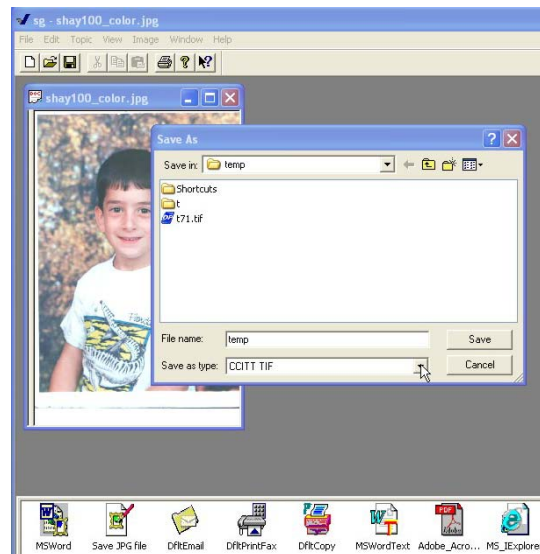 sg - shay100_color.jpg
File Edit Topic View Image Window Help
shay100_color.jpg
Save As
Save in: temp
Shortcuts
t
t71.tif
File name: temp
Save
Save as type: CCITT TIF
Cancel
MSWord Save JPG file DfltEmail DfltPrintFax DfltCopy MSWordText Adobe_Acro... MS_IExplore